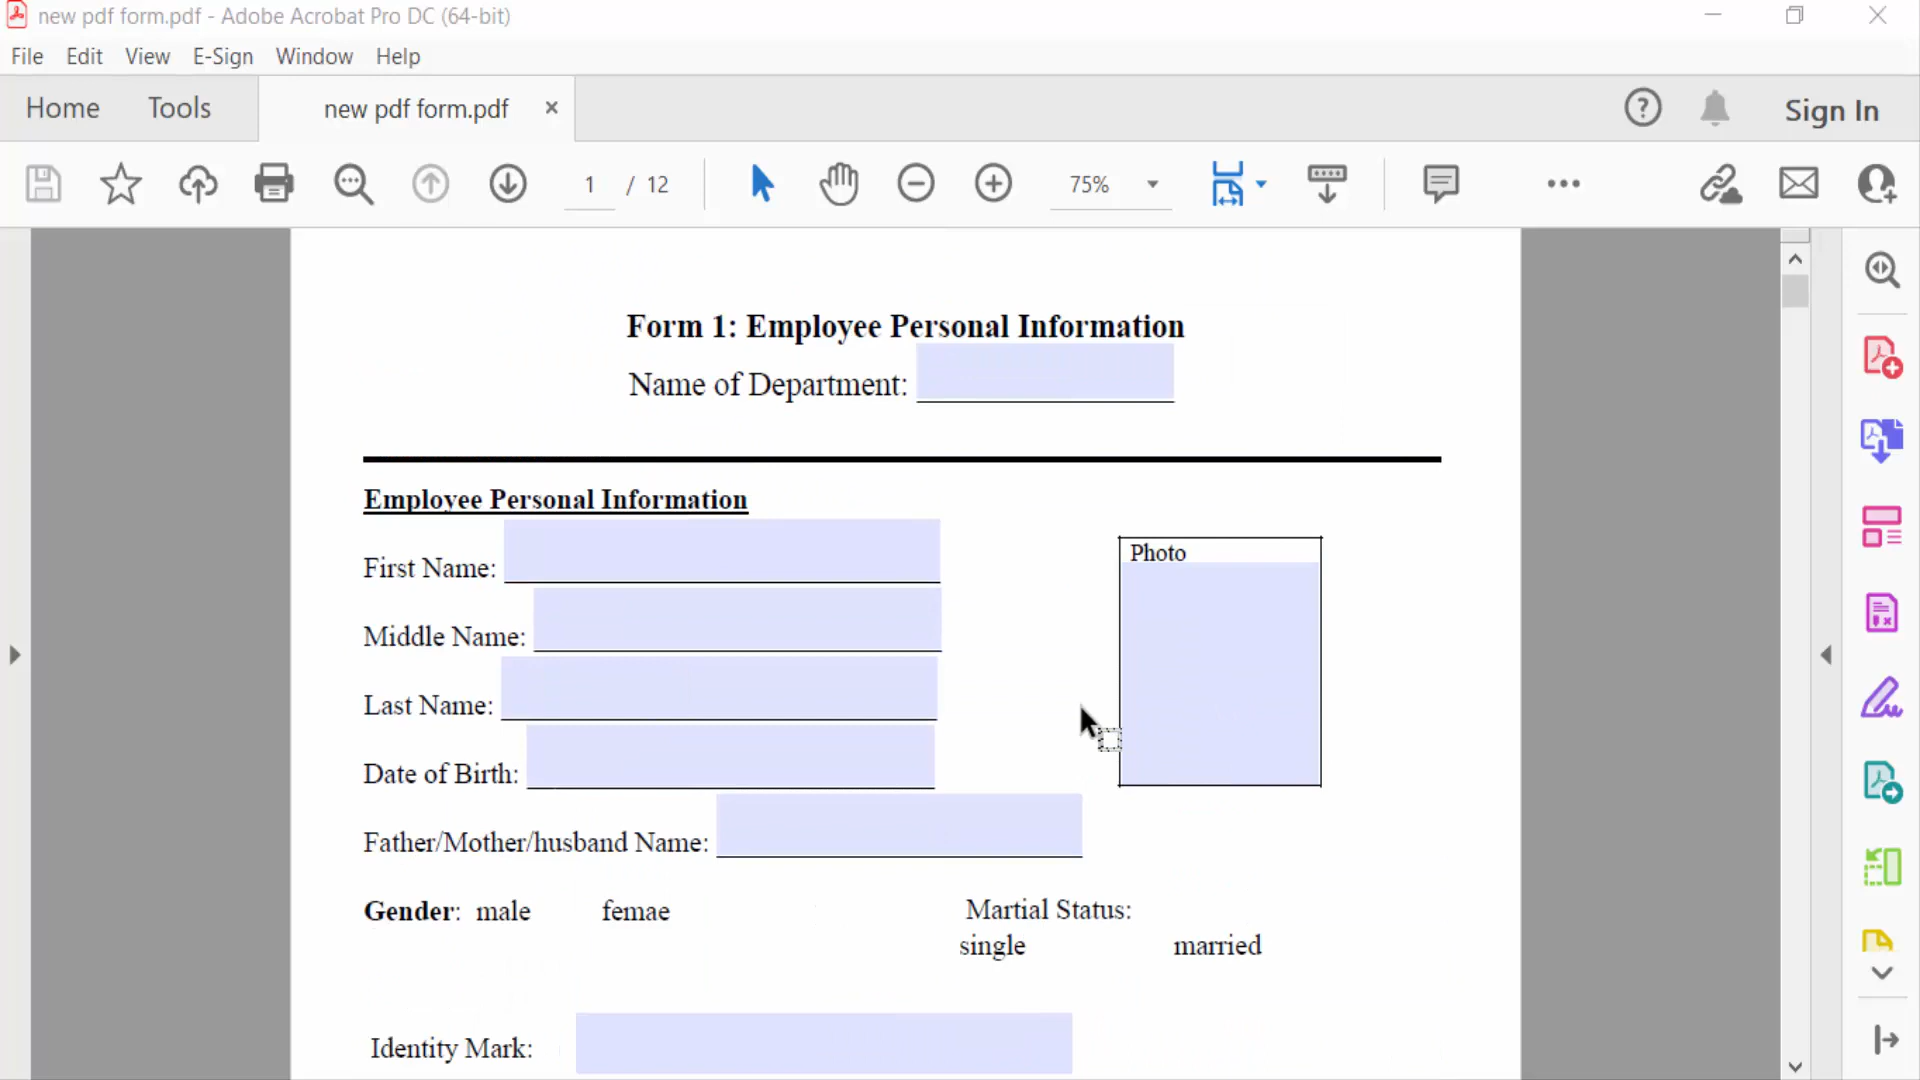 new pdf form.pdf - Adobe Acrobat Pro DC (64-bit)
File Edit View E-Sign Window Help
Home Tools new pdf form.pdf × Sign In
1 / 12 75%
Form 1: Employee Personal Information
Name of Department:
Employee Personal Information
Photo
First Name:
Middle Name:
Last Name:
Date of Birth:
Father/Mother/husband Name:
Gender: male femae Martial Status:
single married
Identity Mark: